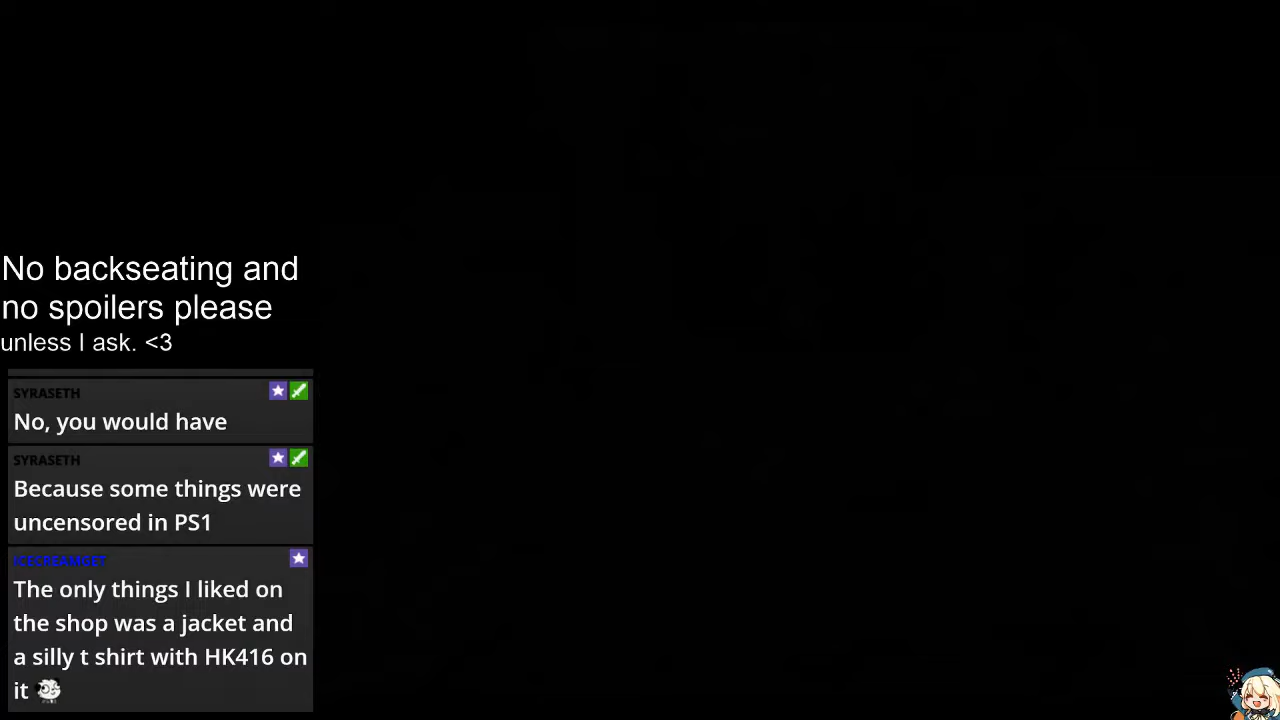 No backseating and
no spoilers please
unless I ask. <3
SYRASETH
No, you would have
SYRASETH
Because some things were
uncensored in PS1
ICECREAMGET
The only things I liked on
the shop was a jacket and
a silly t shirt with HK416 on
it